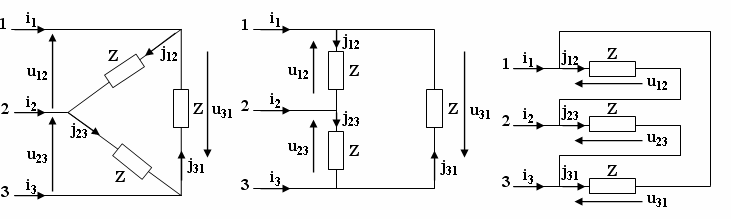 1 i1 j12 Z u12
2 i2 j23 Z u31
u23 Z j31
3 i3
1 i1 j12 Z u12
2 i2 j23 Z u31
u23 Z j31
3 i3
1 i1 j12 Z u12
2 i2 j23 Z u23
3 i3 j31 Z u31